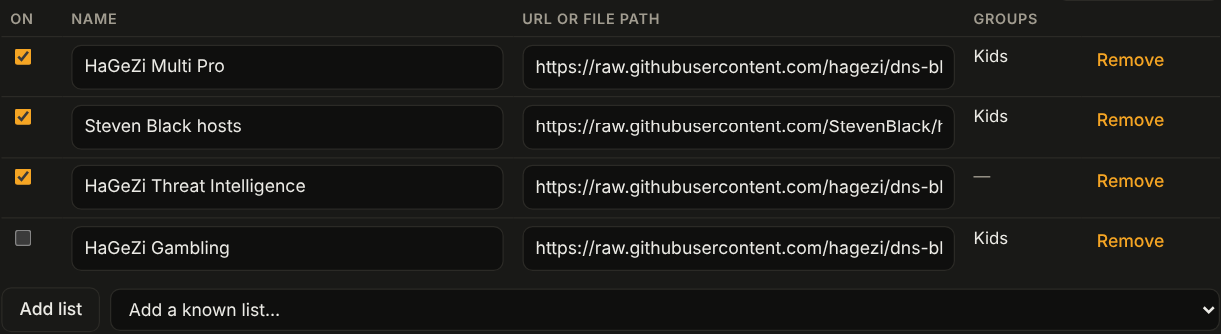 ON NAME URL OR FILE PATH GROUPS
HaGeZi Multi Pro https://raw.githubusercontent.com/hagezi/dns-bl Kids Remove
Steven Black hosts https://raw.githubusercontent.com/StevenBlack/h Kids Remove
HaGeZi Threat Intelligence https://raw.githubusercontent.com/hagezi/dns-bl — Remove
HaGeZi Gambling https://raw.githubusercontent.com/hagezi/dns-bl Kids Remove
Add list Add a known list...